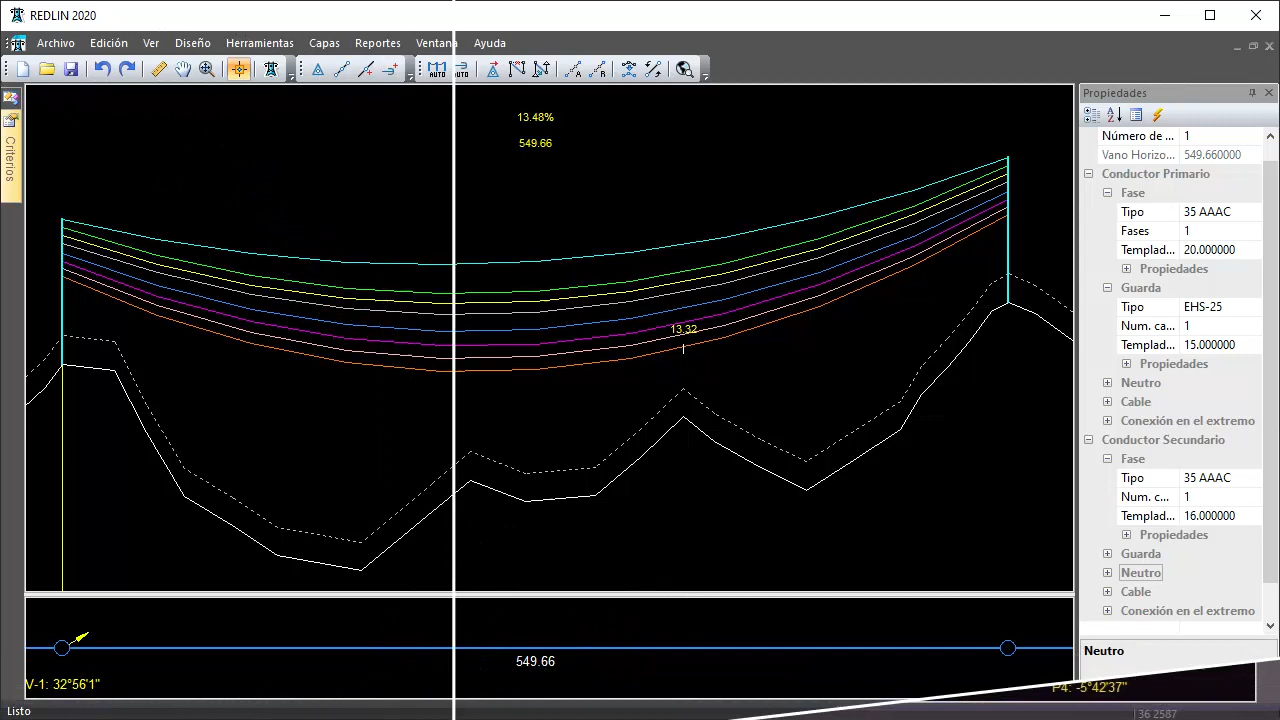 REDLIN 2020
Archivo Edición Ver Diseño Herramientas Capas Reportes Ventana Ayuda
AUTO AUTO A R
Criterios
13.48%
549.66
13.32
549.66
V-1: 32°56'1"
P4: -5°42'37"
Listo
36 2587
Propiedades
Número de ... 1
Vano Horizo... 549.660000
Conductor Primario
Fase
Tipo 35 AAAC
Fases 1
Templad... 20.000000
Propiedades
Guarda
Tipo EHS-25
Num. ca... 1
Templad... 15.000000
Propiedades
Neutro
Cable
Conexión en el extremo
Conductor Secundario
Fase
Tipo 35 AAAC
Num. c... 1
Templad... 16.000000
Propiedades
Guarda
Neutro
Cable
Conexión en el extremo
Neutro